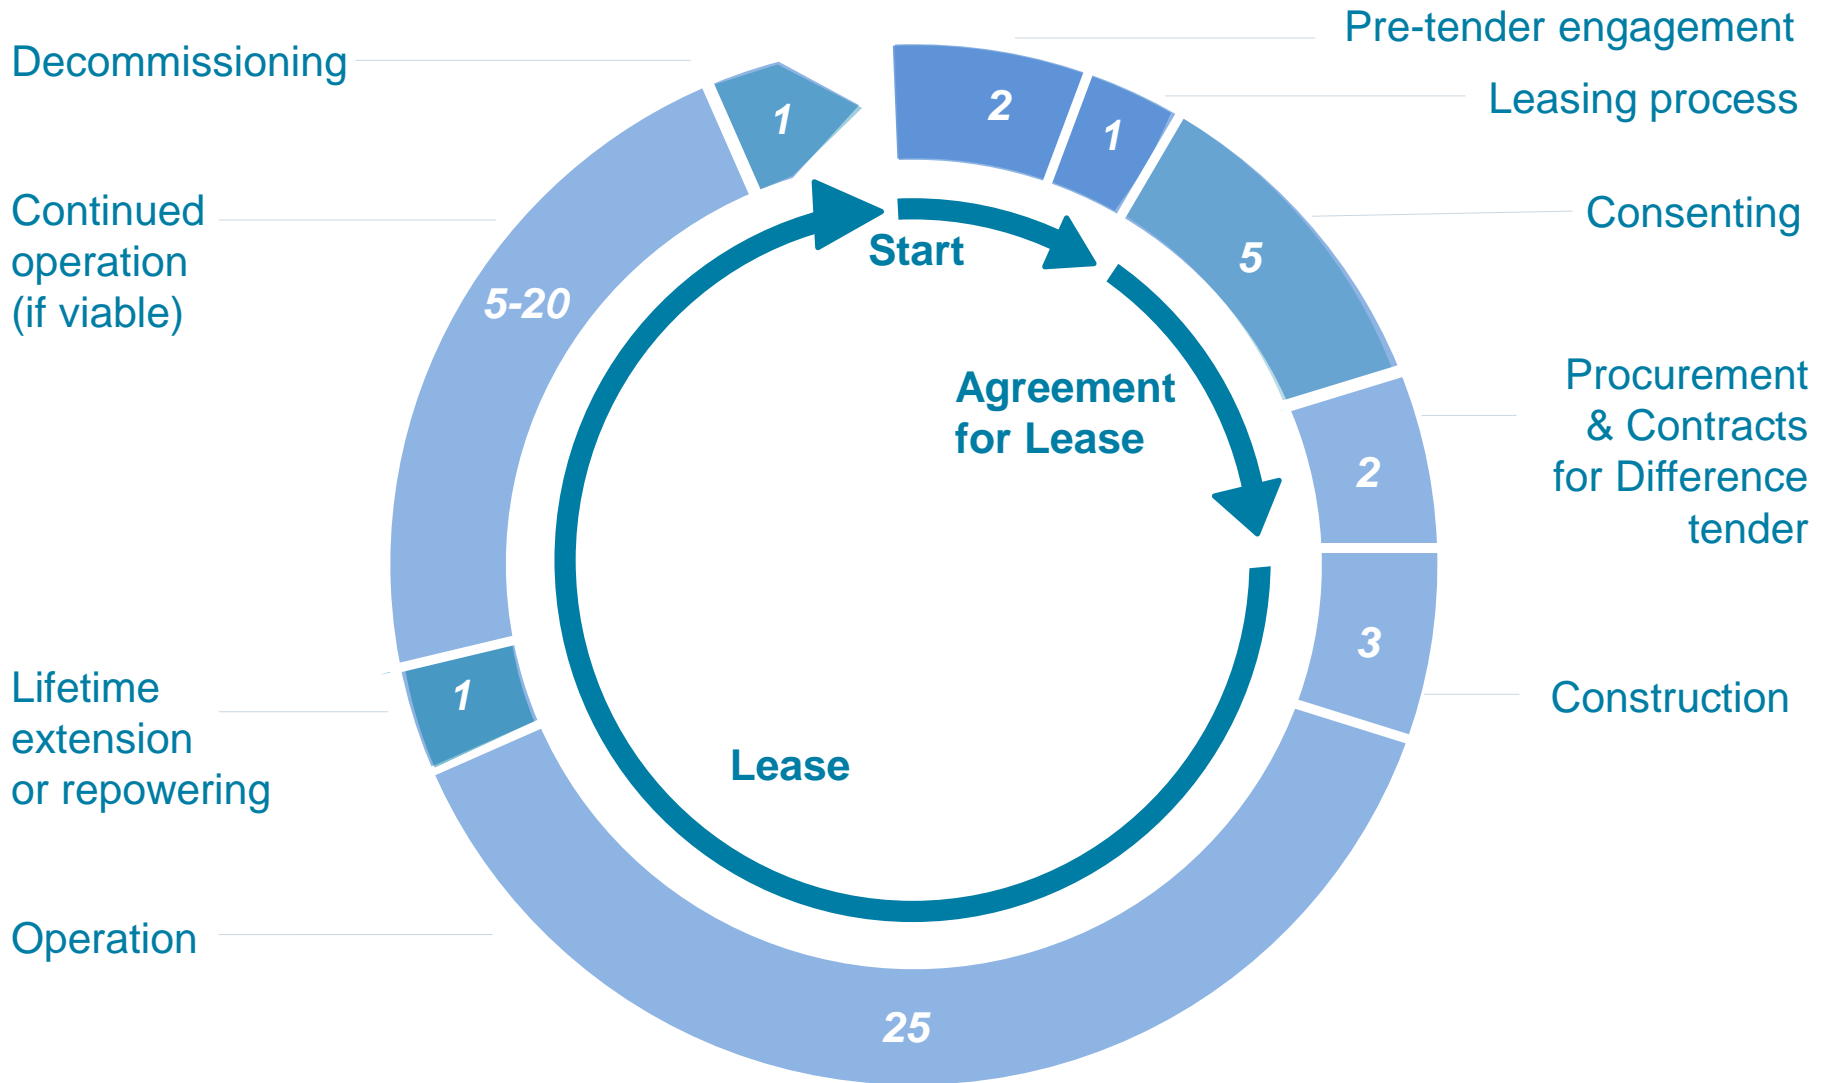 Pre-tender engagement
2
Leasing process
1
Consenting
5
Procurement
& Contracts
for Difference
tender
2
Construction
3
Operation
25
Lifetime
extension
or repowering
1
Continued
operation
(if viable)
5-20
Decommissioning
1
Start
Agreement
for Lease
Lease